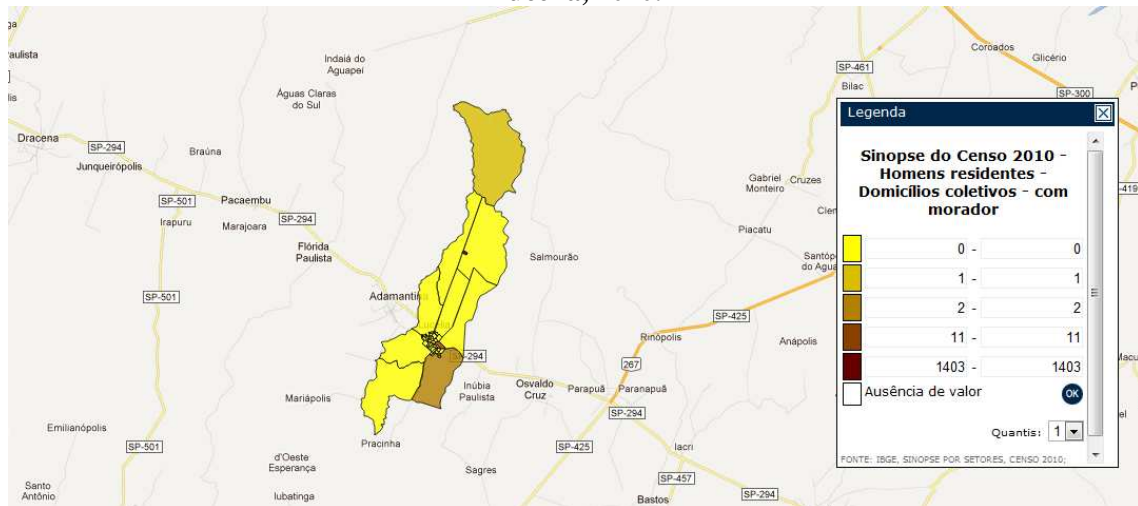 Coroados
Glicério
aulista
Indaiá do
Aguapeí
SP-461
Bilac
SP-300
Águas Claras
do Sul
Legenda
Dracena
SP-294
Junqueirópolis
Braúna
Sinopse do Censo 2010 -
Homens residentes -
Domicílios coletivos - com
morador
Gabriel
Monteiro
Cruzes
SP-501
Pacaembu
Irapuru
Marajoara
SP-294
Piacatu
Flórida
Paulista
Salmourão
0 - 0
SP-501
Adamantina
1 - 1
SP-425
2 - 2
Rinópolis
Anápolis
11 - 11
267
1403 - 1403
Inúbia
Paulista
Osvaldo
Cruz
Parapuã
Paranapuã
Ausência de valor
OK
Mariápolis
SP-294
Quantis: 1
Emilianópolis
SP-501
Pracinha
SP-425
Iacri
FONTE: IBGE, SINOPSE POR SETORES, CENSO 2010;
d'Oeste
Esperança
Sagres
SP-457
Santo
Antônio
Iubatinga
Bastos
SP-294